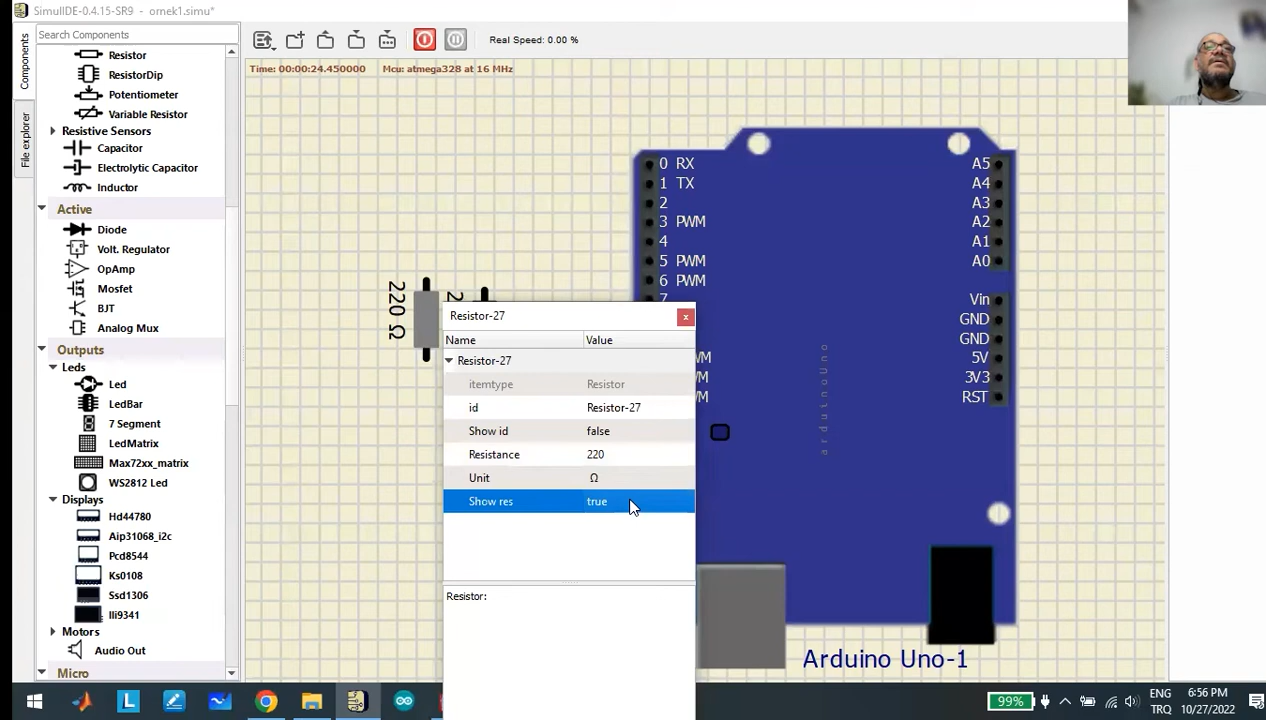 SimulIDE-0.4.15-SR9 - ornek1.simu*
Components
File explorer
Search Components
Resistor
ResistorDip
Potentiometer
Variable Resistor
Resistive Sensors
Capacitor
Electrolytic Capacitor
Inductor
Active
Diode
Volt. Regulator
OpAmp
Mosfet
BJT
Analog Mux
Outputs
Leds
Led
LedBar
7 Segment
LedMatrix
Max72xx_matrix
WS2812 Led
Displays
Hd44780
Aip31068_i2c
Pcd8544
Ks0108
Ssd1306
Ili9341
Motors
Audio Out
Micro
Real Speed: 0.00 %
Time: 00:00:24.450000 Mcu: atmega328 at 16 MHz
220 Ω
2
0 RX
1 TX
2
3 PWM
4
5 PWM
6 PWM
7
WM
WM
WM
A5
A4
A3
A2
A1
A0
Vin
GND
GND
5V
3V3
RST
arduinoUno
Arduino Uno-1
Resistor-27
x
Name Value
Resistor-27
itemtype Resistor
id Resistor-27
Show id false
Resistance 220
Unit Ω
Show res true
Resistor:
L
99%
ENG
TRQ
6:56 PM
10/27/2022